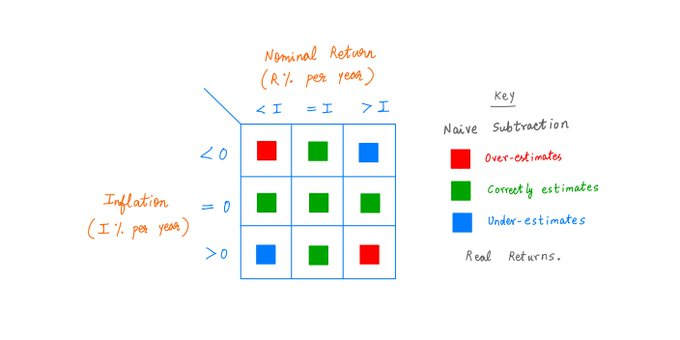 Nominal Return
(R% per year)
< I = I > I
< 0
= 0
> 0
Inflation
(I% per year)
Key
Naive Subtraction
Over-estimates
Correctly estimates
Under-estimates
Real Returns.